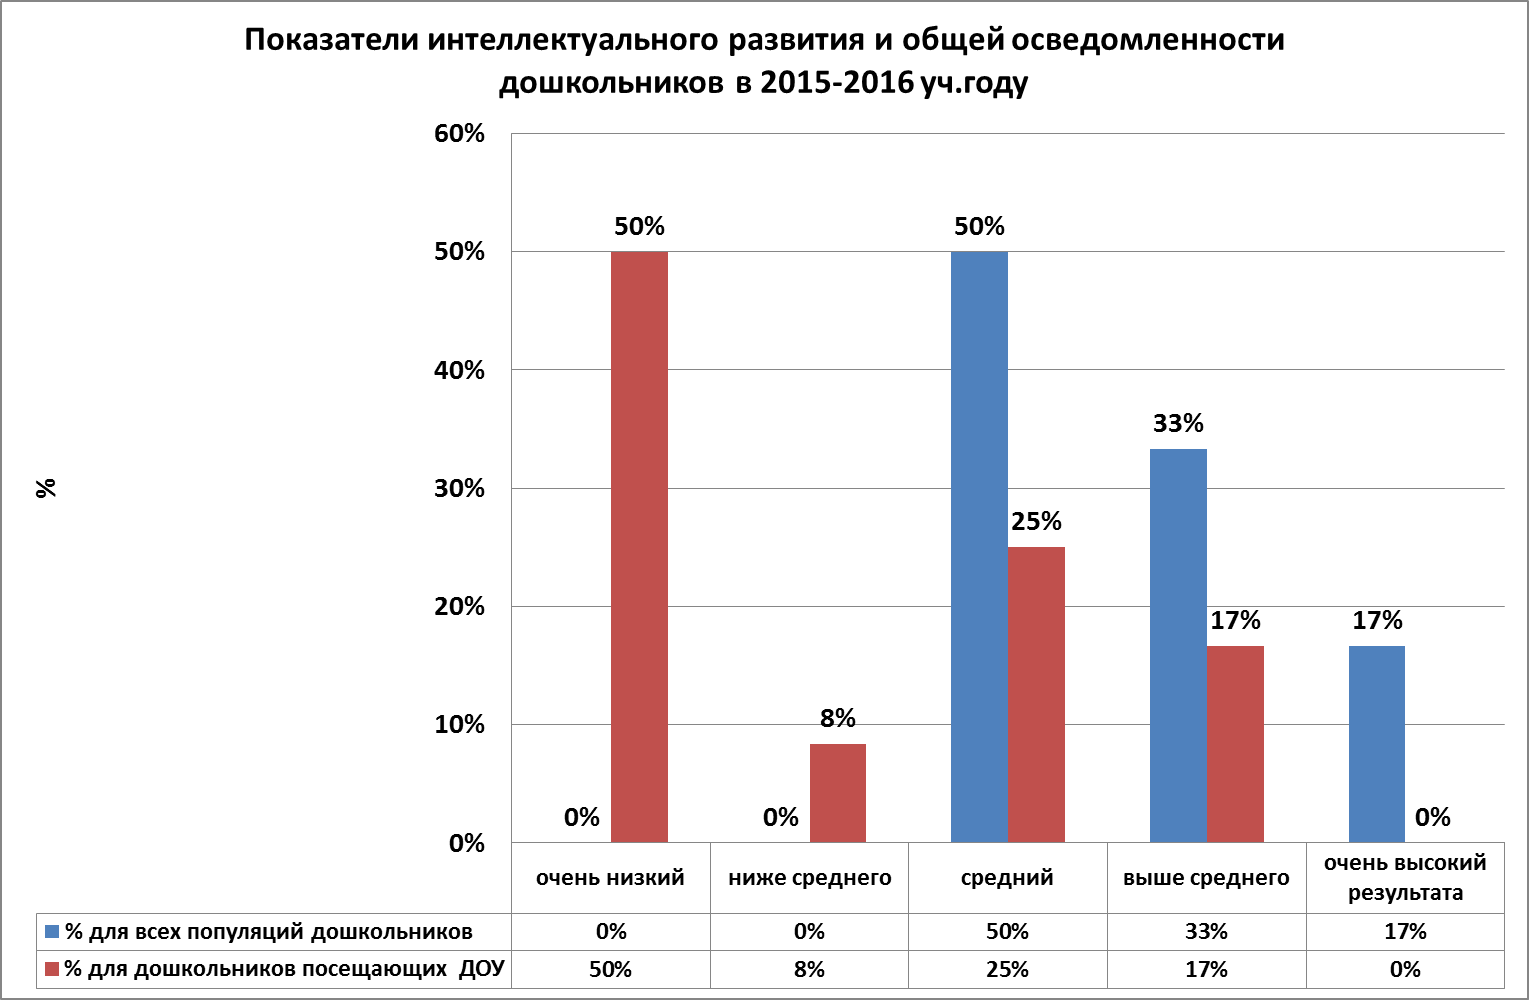 Показатели интеллектуального развития и общей осведомленности
дошкольников в 2015-2016 уч.году
60%
50%
40%
30%
20%
10%
0%
%
0%
50%
0%
8%
50%
25%
33%
17%
17%
0%
очень низкий
ниже среднего
средний
выше среднего
очень высокий
результата
% для всех популяций дошкольников 0% 0% 50% 33% 17%
% для дошкольников посещающих ДОУ 50% 8% 25% 17% 0%